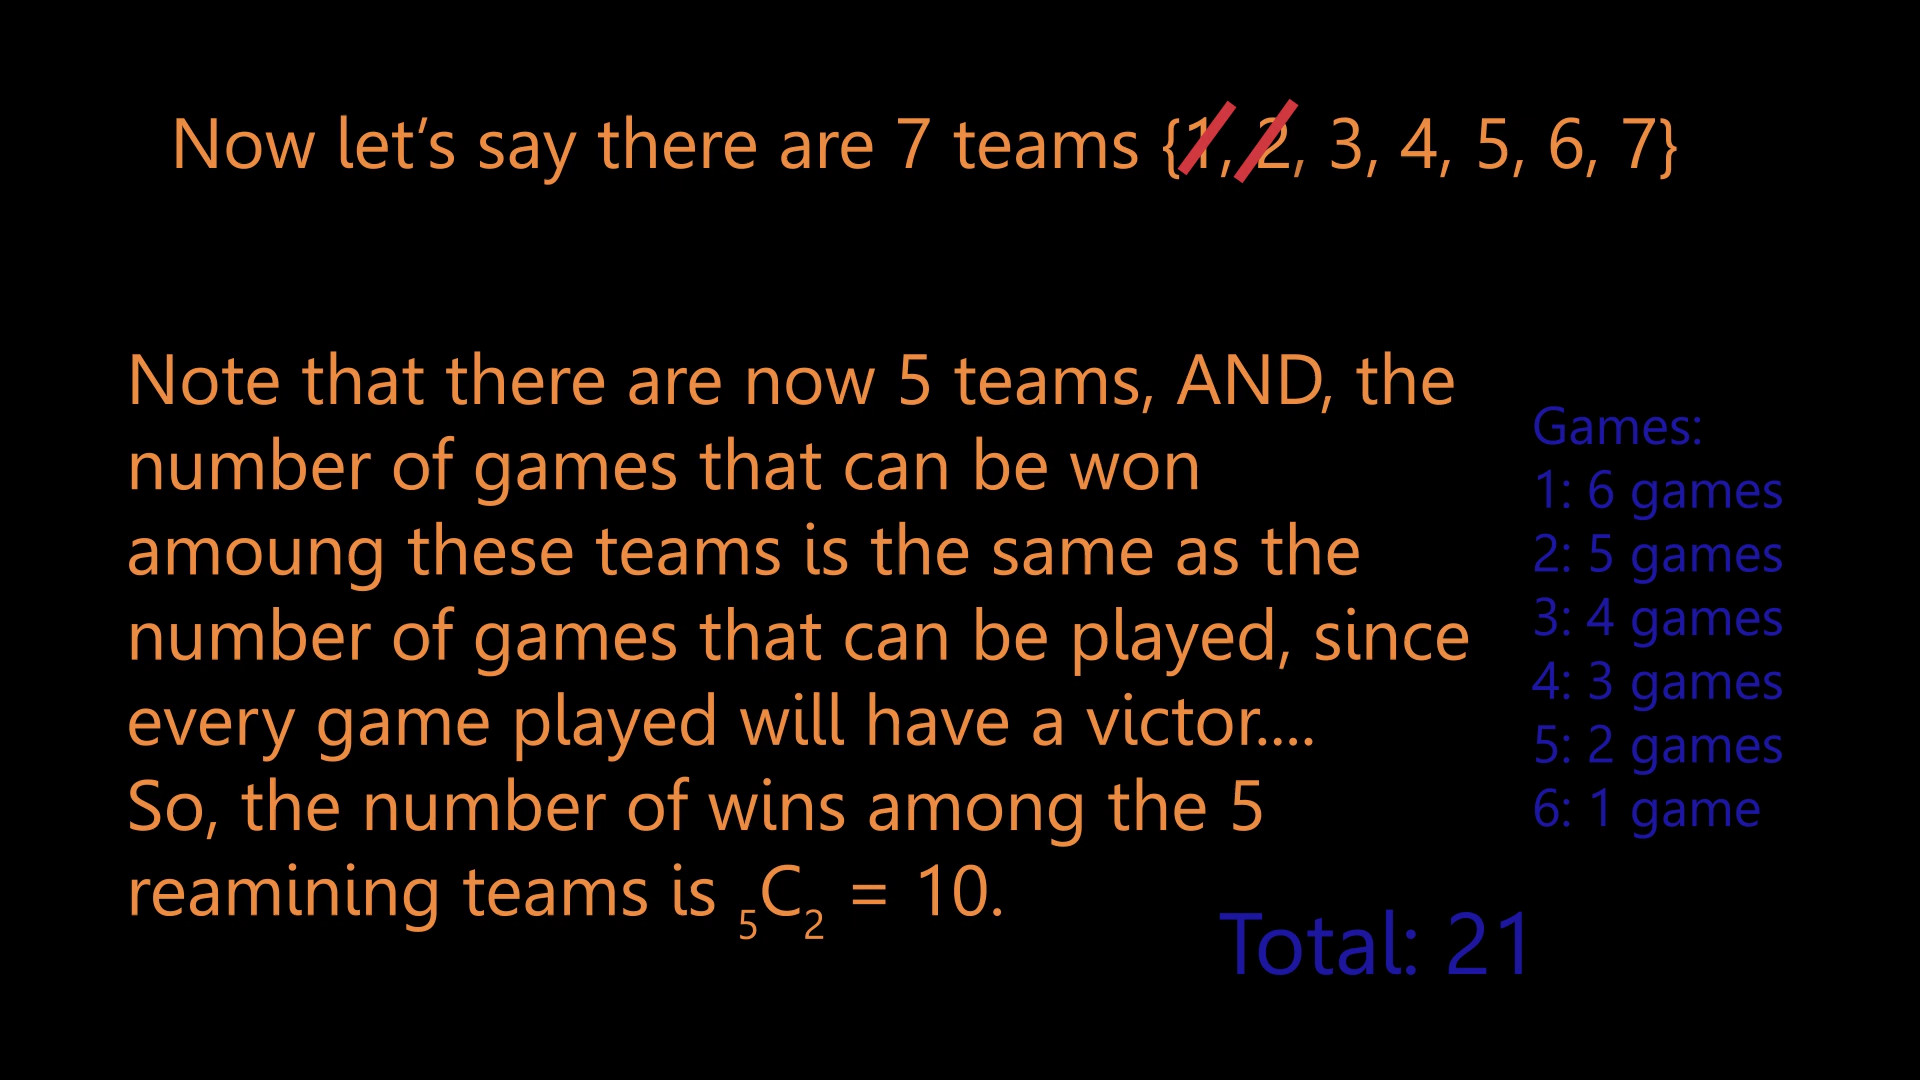 Now let’s say there are 7 teams {1, 2, 3, 4, 5, 6, 7}
Note that there are now 5 teams, AND, the
number of games that can be won
amoung these teams is the same as the
number of games that can be played, since
every game played will have a victor....
So, the number of wins among the 5
reamining teams is ₅C₂ = 10.
Games:
1: 6 games
2: 5 games
3: 4 games
4: 3 games
5: 2 games
6: 1 game
Total: 21